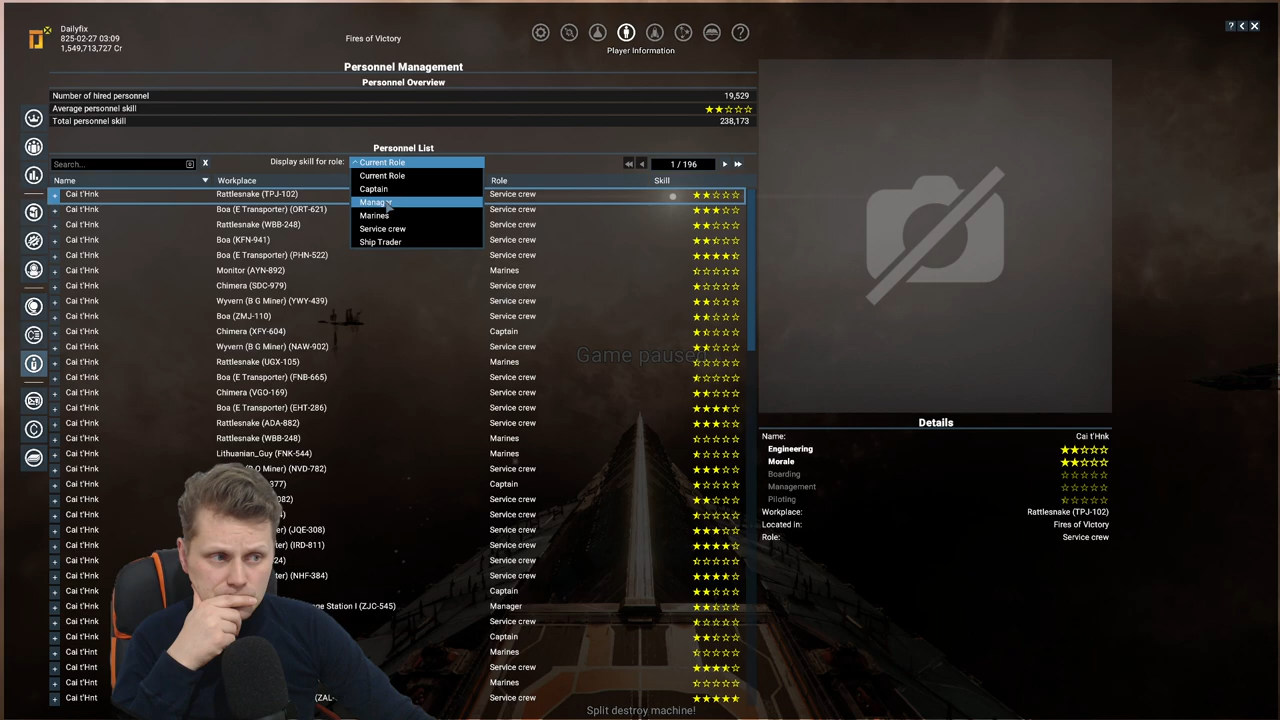 Dailyfix
825-02-27 03:09
1,549,713,727 Cr
Fires of Victory
Player Information
Personnel Management
Personnel Overview
Number of hired personnel 19,529
Average personnel skill
Total personnel skill 238,173
Personnel List
Search... x Display skill for role: Current Role 1 / 196
Current Role
Captain
Manager
Marines
Service crew
Ship Trader
Name Workplace Role Skill
Cai t'Hnk Rattlesnake (TPJ-102) Service crew
Cai t'Hnk Boa (E Transporter) (ORT-621) Service crew
Cai t'Hnk Rattlesnake (WBB-248) Service crew
Cai t'Hnk Boa (KFN-941) Service crew
Cai t'Hnk Boa (E Transporter) (PHN-522) Service crew
Cai t'Hnk Monitor (AYN-892) Marines
Cai t'Hnk Chimera (SDC-979) Service crew
Cai t'Hnk Wyvern (B G Miner) (YWY-439) Service crew
Cai t'Hnk Boa (ZMJ-110) Service crew
Cai t'Hnk Chimera (XFY-604) Captain
Cai t'Hnk Wyvern (B G Miner) (NAW-902) Service crew
Cai t'Hnk Rattlesnake (UGX-105) Marines
Cai t'Hnk Boa (E Transporter) (FNB-665) Service crew
Cai t'Hnk Chimera (VGO-169) Service crew
Cai t'Hnk Boa (E Transporter) (EHT-286) Service crew
Cai t'Hnk Rattlesnake (ADA-882) Service crew
Cai t'Hnk Rattlesnake (WBB-248) Marines
Cai t'Hnk Lithuanian_Guy (FNK-544) Marines
Cai t'Hnk Miner) (NVD-782) Service crew
Cai t'Hnk 377) Captain
Cai t'Hnk 082) Service crew
Cai t'Hnk 4) Service crew
Cai t'Hnk (JQE-308) Service crew
Cai t'Hnk ter) (IRD-811) Service crew
Cai t'Hnk 24) Service crew
Cai t'Hnk ter) (NHF-384) Service crew
Cai t'Hnk Captain
Cai t'Hnk Station I (ZJC-545) Manager
Cai t'Hnk Service crew
Cai t'Hnk Captain
Cai t'Hnt Marines
Cai t'Hnt Service crew
Cai t'Hnt Marines
Cai t'Hnt (ZAL- Service crew
Game paused
Split destroy machine!
Details
Name: Cai t'Hnk
Engineering
Morale
Boarding
Management
Piloting
Workplace: Rattlesnake (TPJ-102)
Located in: Fires of Victory
Role: Service crew